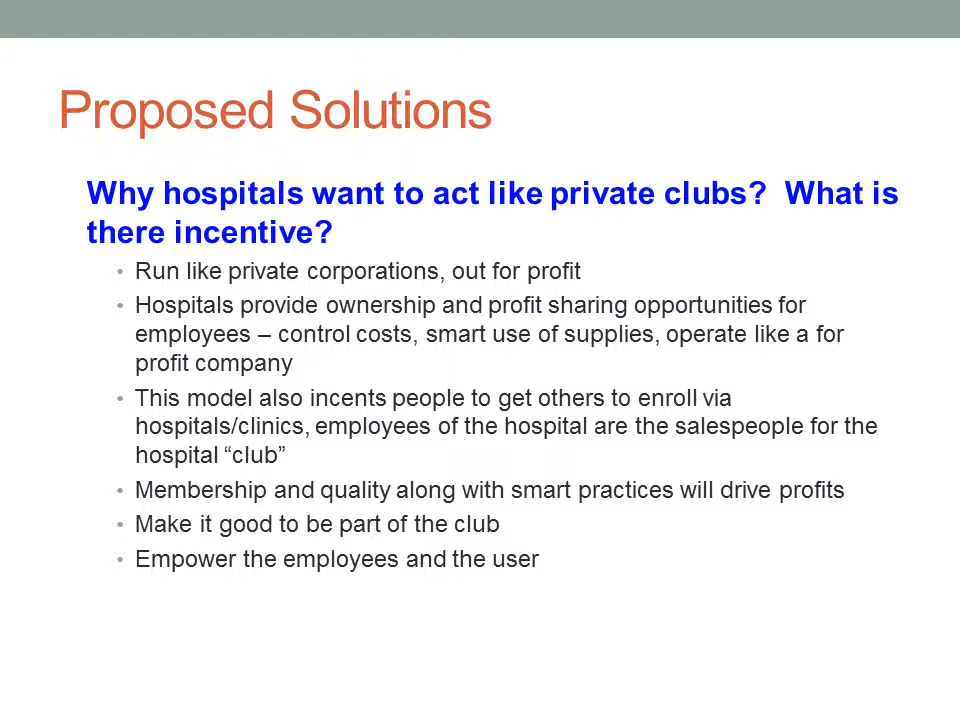 Proposed Solutions
Why hospitals want to act like private clubs?  What is
there incentive?
• Run like private corporations, out for profit
• Hospitals provide ownership and profit sharing opportunities for
employees – control costs, smart use of supplies, operate like a for
profit company
• This model also incents people to get others to enroll via
hospitals/clinics, employees of the hospital are the salespeople for the
hospital “club”
• Membership and quality along with smart practices will drive profits
• Make it good to be part of the club
• Empower the employees and the user